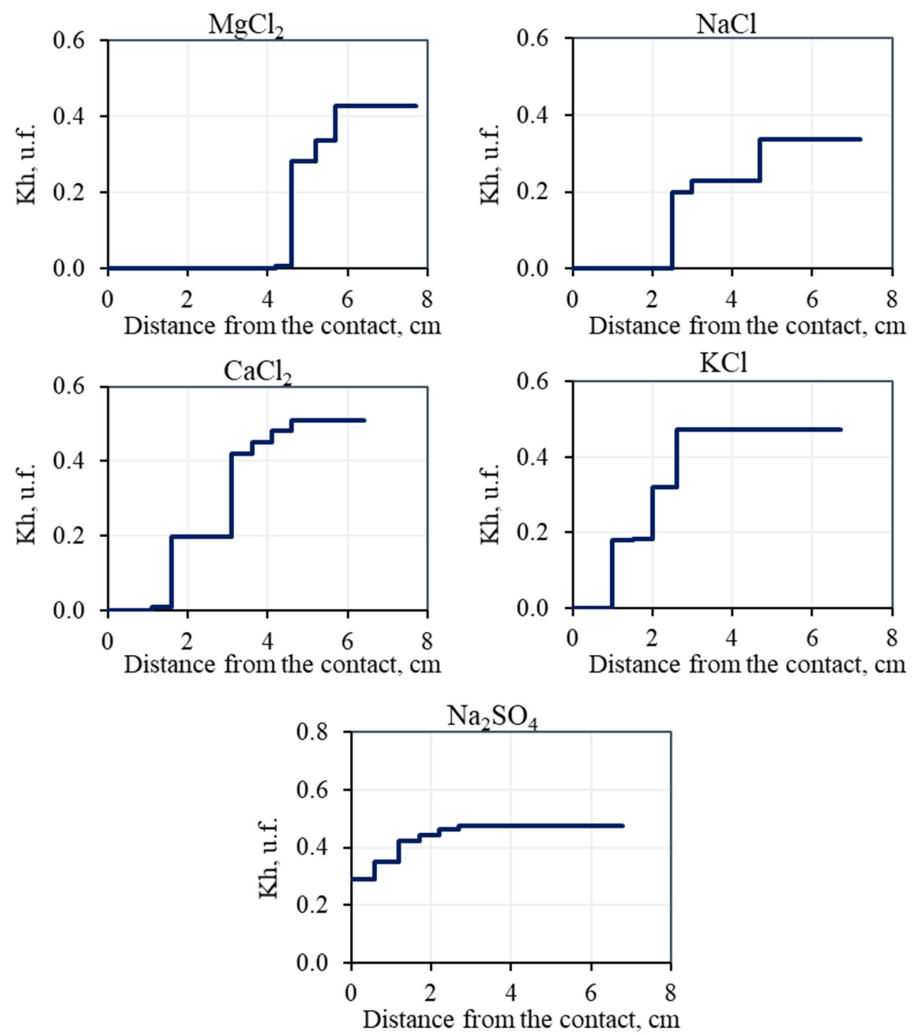 MgCl₂
0.6
0.4
0.2
0.0
Kh, u.f.
0 2 4 6 8
Distance from the contact, cm
NaCl
0.6
0.4
0.2
0.0
Kh, u.f.
0 2 4 6 8
Distance from the contact, cm
CaCl₂
0.6
0.4
0.2
0.0
Kh, u.f.
0 2 4 6 8
Distance from the contact, cm
KCl
0.6
0.4
0.2
0.0
Kh, u.f.
0 2 4 6 8
Distance from the contact, cm
Na₂SO₄
0.8
0.6
0.4
0.2
0.0
Kh, u.f.
0 2 4 6 8
Distance from the contact, cm